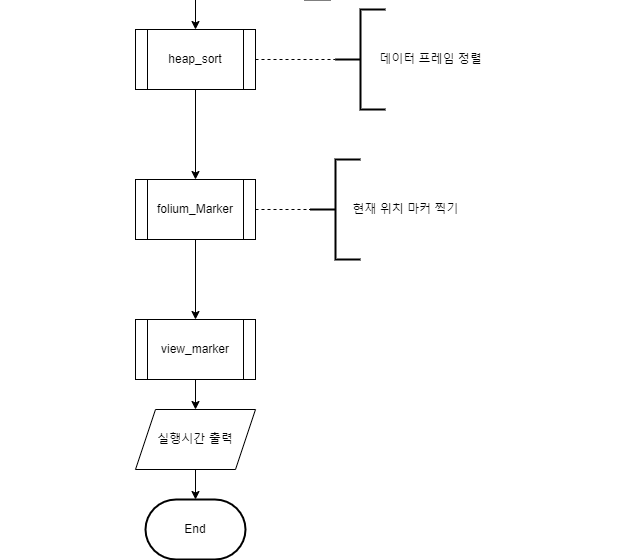 heap_sort
데이터 프레임 정렬
folium_Marker
현재 위치 마커 찍기
view_marker
실행시간 출력
End